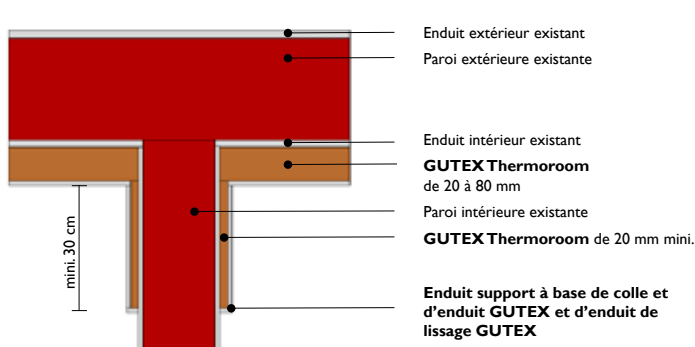 Enduit extérieur existant
Paroi extérieure existante
Enduit intérieur existant
GUTEX Thermoroom
de 20 à 80 mm
Paroi intérieure existante
GUTEX Thermoroom de 20 mm mini.
mini. 30 cm
Enduit support à base de colle et
d'enduit GUTEX et d'enduit de
lissage GUTEX